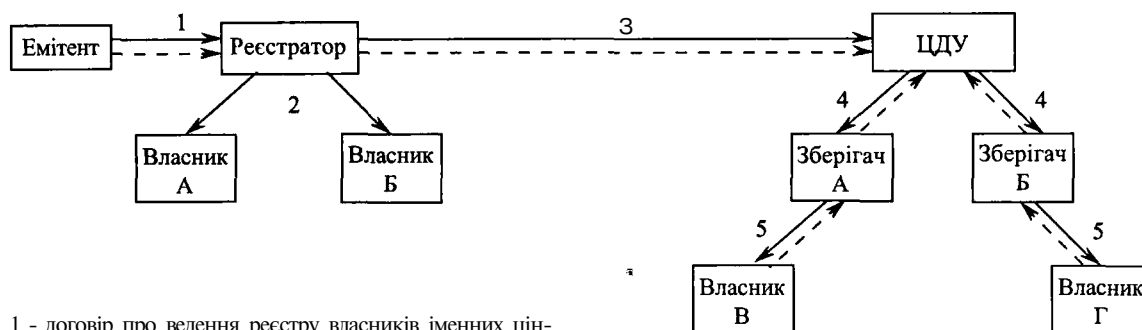 1
3
Емітент
Реєстратор
ЦДУ
2
4
4
Власник
А
Власник
Б
Зберігач
А
Зберігач
Б
5
5
Власник
В
Власник
Г
1 - договір про ведення реєстру власників іменних цін-